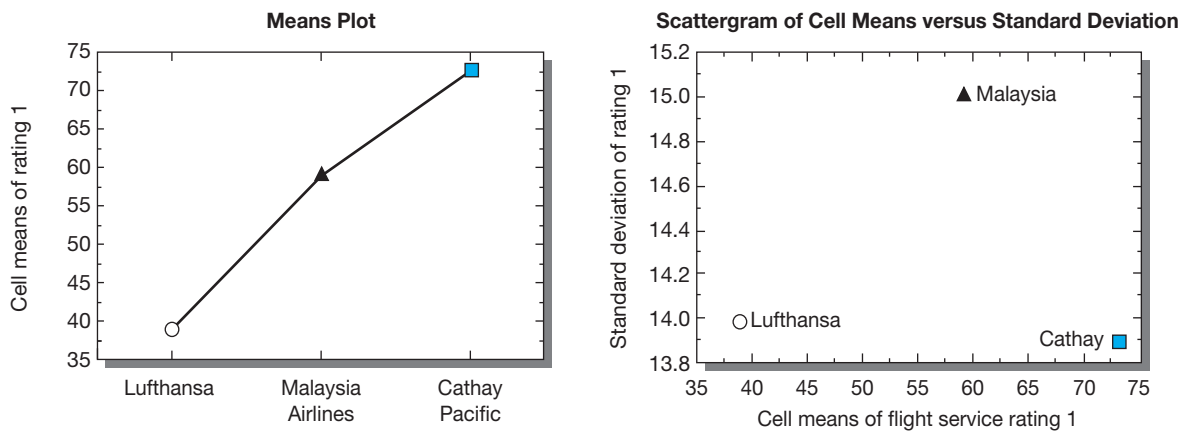 Means Plot
Cell means of rating 1
75
70
65
60
55
50
45
40
35
Lufthansa
Malaysia
Airlines
Cathay
Pacific
Scattergram of Cell Means versus Standard Deviation
Standard deviation of rating 1
15.2
15.0
14.8
14.6
14.4
14.2
14.0
13.8
Malaysia
Lufthansa
Cathay
35 40 45 50 55 60 65 70 75
Cell means of flight service rating 1